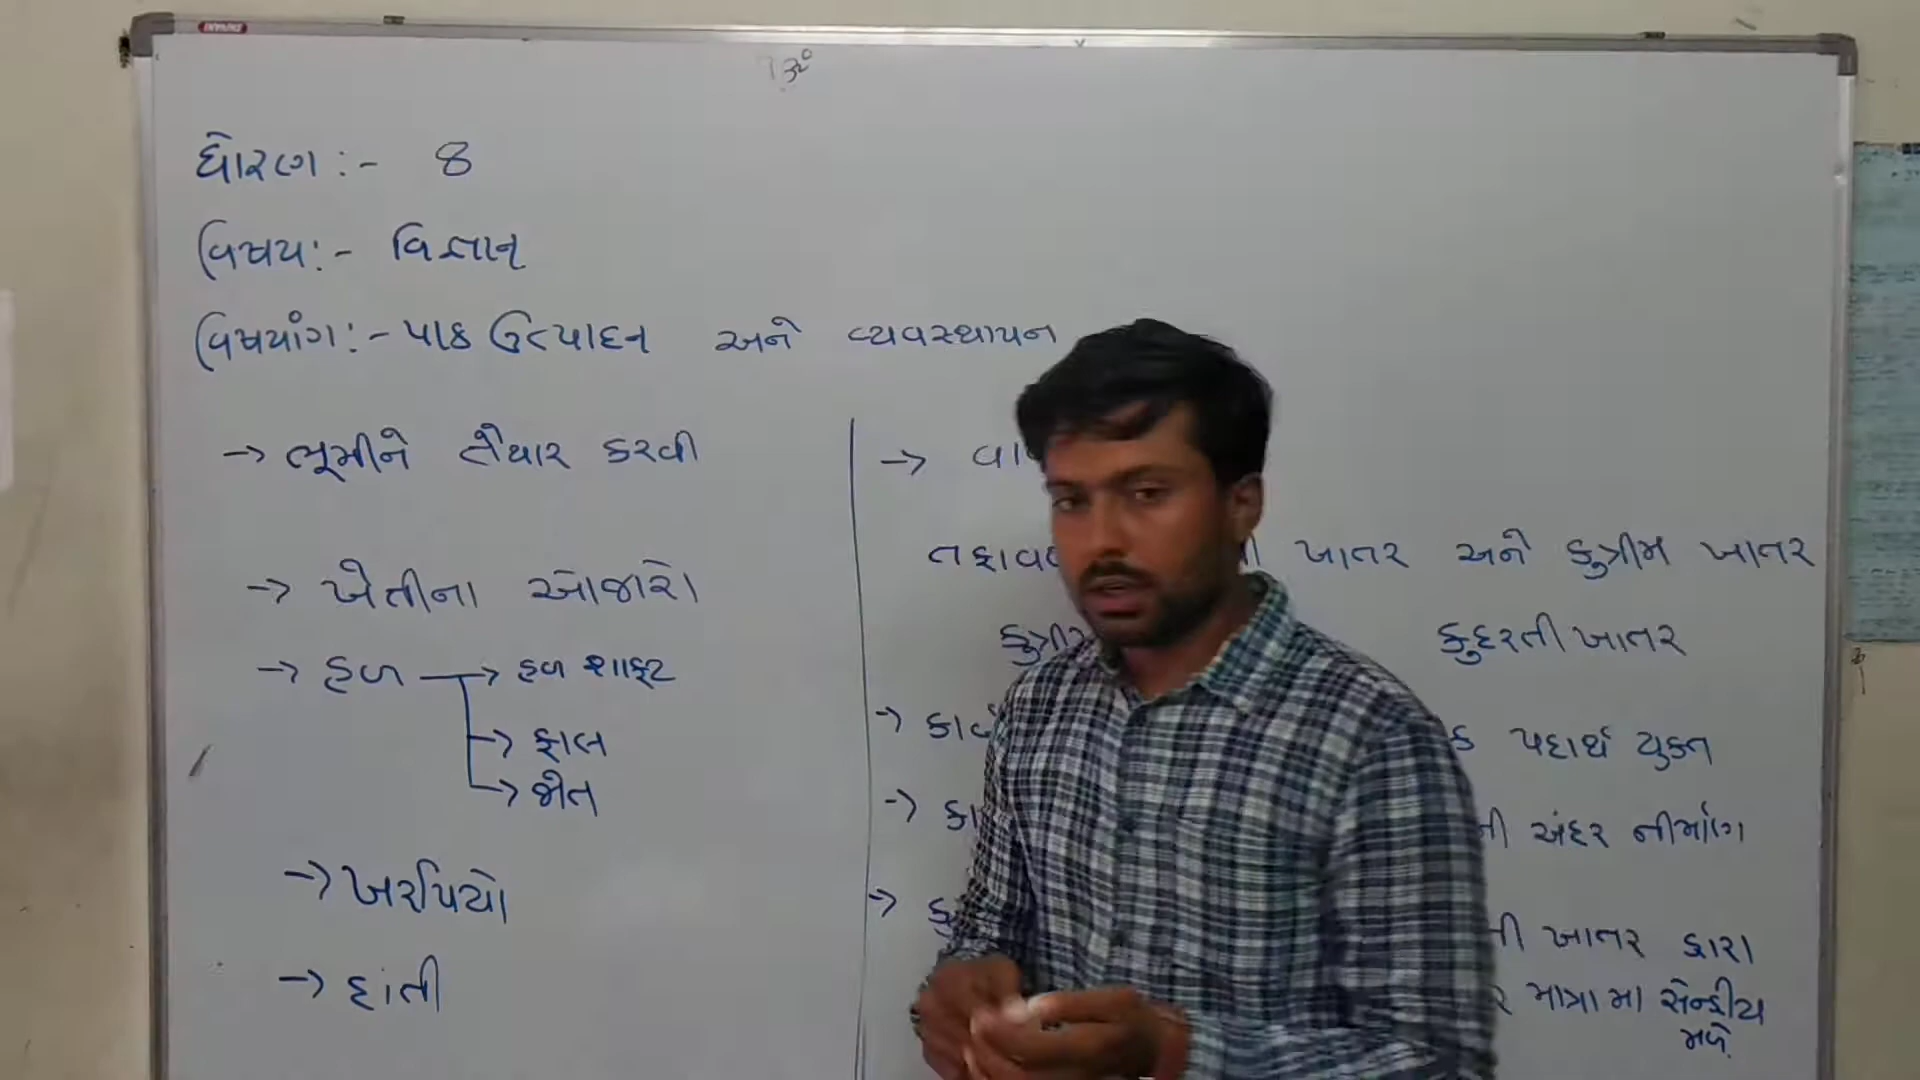 ધોરણ :- 8
વિષય :- વિજ્ઞાન
વિષયાંગ :- પાક ઉત્પાદન અને વ્યવસ્થાપન
→ ભૂમીને તૈયાર કરવી
→ ખેતીના ઓજારો
→ હળ → હળ શાફ્ટ
→ ફાલ
→ જોત
→ ખરપિયો
→ દાંતી
→
ખાતર અને કુત્રીમ ખાતર
કુદરતી ખાતર
→ પદાર્થ યુક્ત
→ ની અંદર નીર્માણ
→ ખાતર દ્વારા
માત્રામા સેન્દ્રીય
મળે.